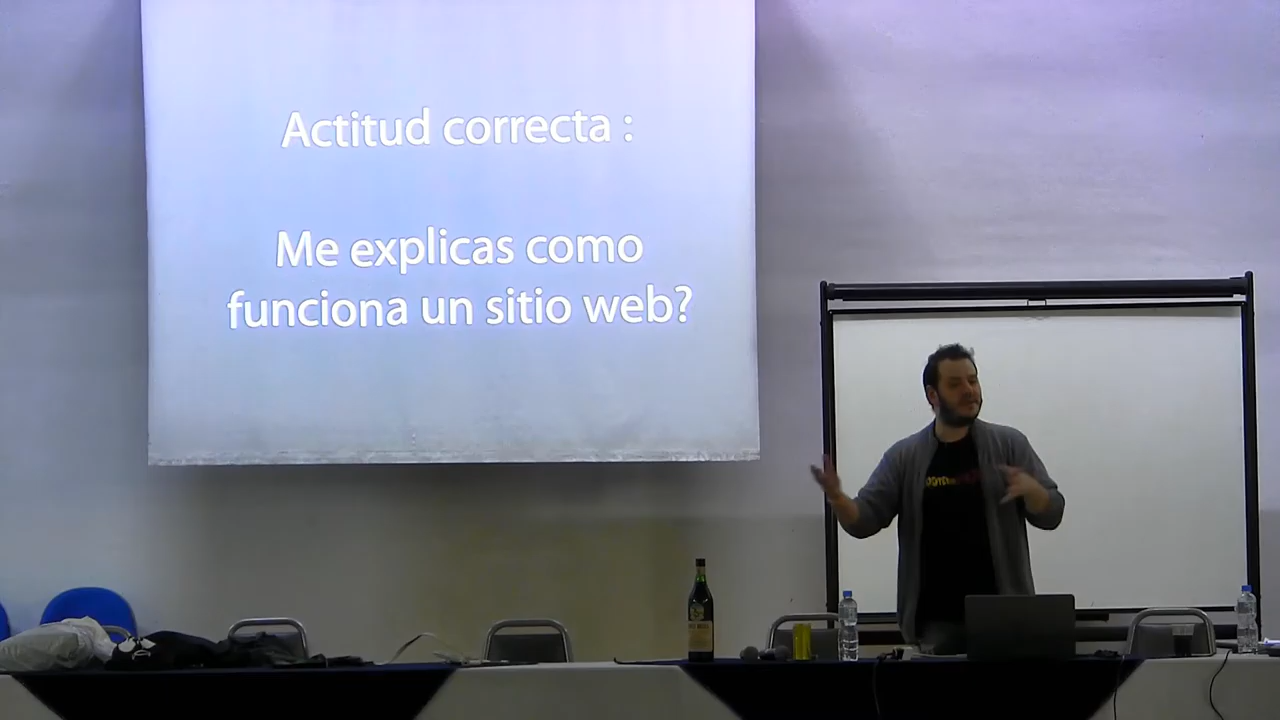 Actitud correcta :
Me explicas como
funciona un sitio web?